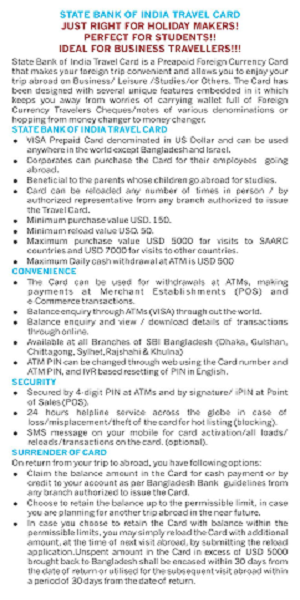 STATE BANK OF INDIA TRAVEL CARD
JUST RIGHT FOR HOLIDAY MAKERS!
PERFECT FOR STUDENTS!!
IDEAL FOR BUSINESS TRAVELLERS!!!
State Bank of India Travel Card is a Preapaid Foreign Currency Card
that makes your foreign trip convenient and allows you to enjoy your
trip abroad on Business/ Leisure /Studies/or Others. The Card has
been designed with several unique features embedded in it which
keeps you away from worries of carrying wallet full of Foreign
Currency Travelers Cheques/notes of various denominations or
hopping from money changer to money changer.
STATE BANK OF INDIA TRAVEL CARD
• VISA Prepaid Card denominated in US Dollar and can be used
anywhere in the world except Bangladesh and Israel.
• Corporates can purchase the Card for their employees going
abroad.
• Beneficial to the parents whose children go abroad for studies.
• Card can be reloaded any number of times in person / by
authorized representative from any branch authorized to issue
the Travel Card.
• Minimum purchase value USD. 150.
• Minimum reload value USD. 50.
• Maximum purchase value USD 5000 for visits to SAARC
countries and USD 7000 for visits to other countries.
• Maximum Daily cash withdrawal at ATM is USD 500
CONVENIENCE
• The Card can be used for withdrawals at ATMs, making
payments at Merchant Establishments (POS) and
e Commerce transactions.
• Balance enquiry through ATMs (VISA) through out the world.
• Balance enquiry and view / download details of transactions
through online.
• Available at all Branches of SBI Bangladesh (Dhaka, Gulshan,
Chittagong, Sylhet, Rajshahi & Khulna)
• ATM PIN can be changed through web using the Card number and
ATM PIN, and IVR based resetting of PIN in English.
SECURITY
• Secured by 4-digit PIN at ATMs and by signature/ iPIN at Point
of Sales (POS).
• 24 hours helpline service across the globe in case of
loss/misplacement/theft of the card for hot listing (blocking).
• SMS message on your mobile for card activation/all loads/
reloads/transactions on the card. (optional).
SURRENDER OF CARD
On return from your trip to abroad, you have following options:
• Claim the balance amount in the Card for cash payment or by
credit to your account as per Bangladesh Bank guidelines from
any branch authorized to issue the Card.
• Choose to retain the balance up to the permissible limit, in case
you are planning for another trip abroad in the near future.
• In case you choose to retain the Card with balance within the
permissible limits, you may simply reload the Card with additional
amount, at the time of next visit abroad, by submitting the reload
application. Unspent amount in the Card in excess of USD 5000
brought back to Bangladesh shall be encased within 30 days from
the date of return or utilised for the subsequent visit abroad within
a period of 30 days from the date of return.